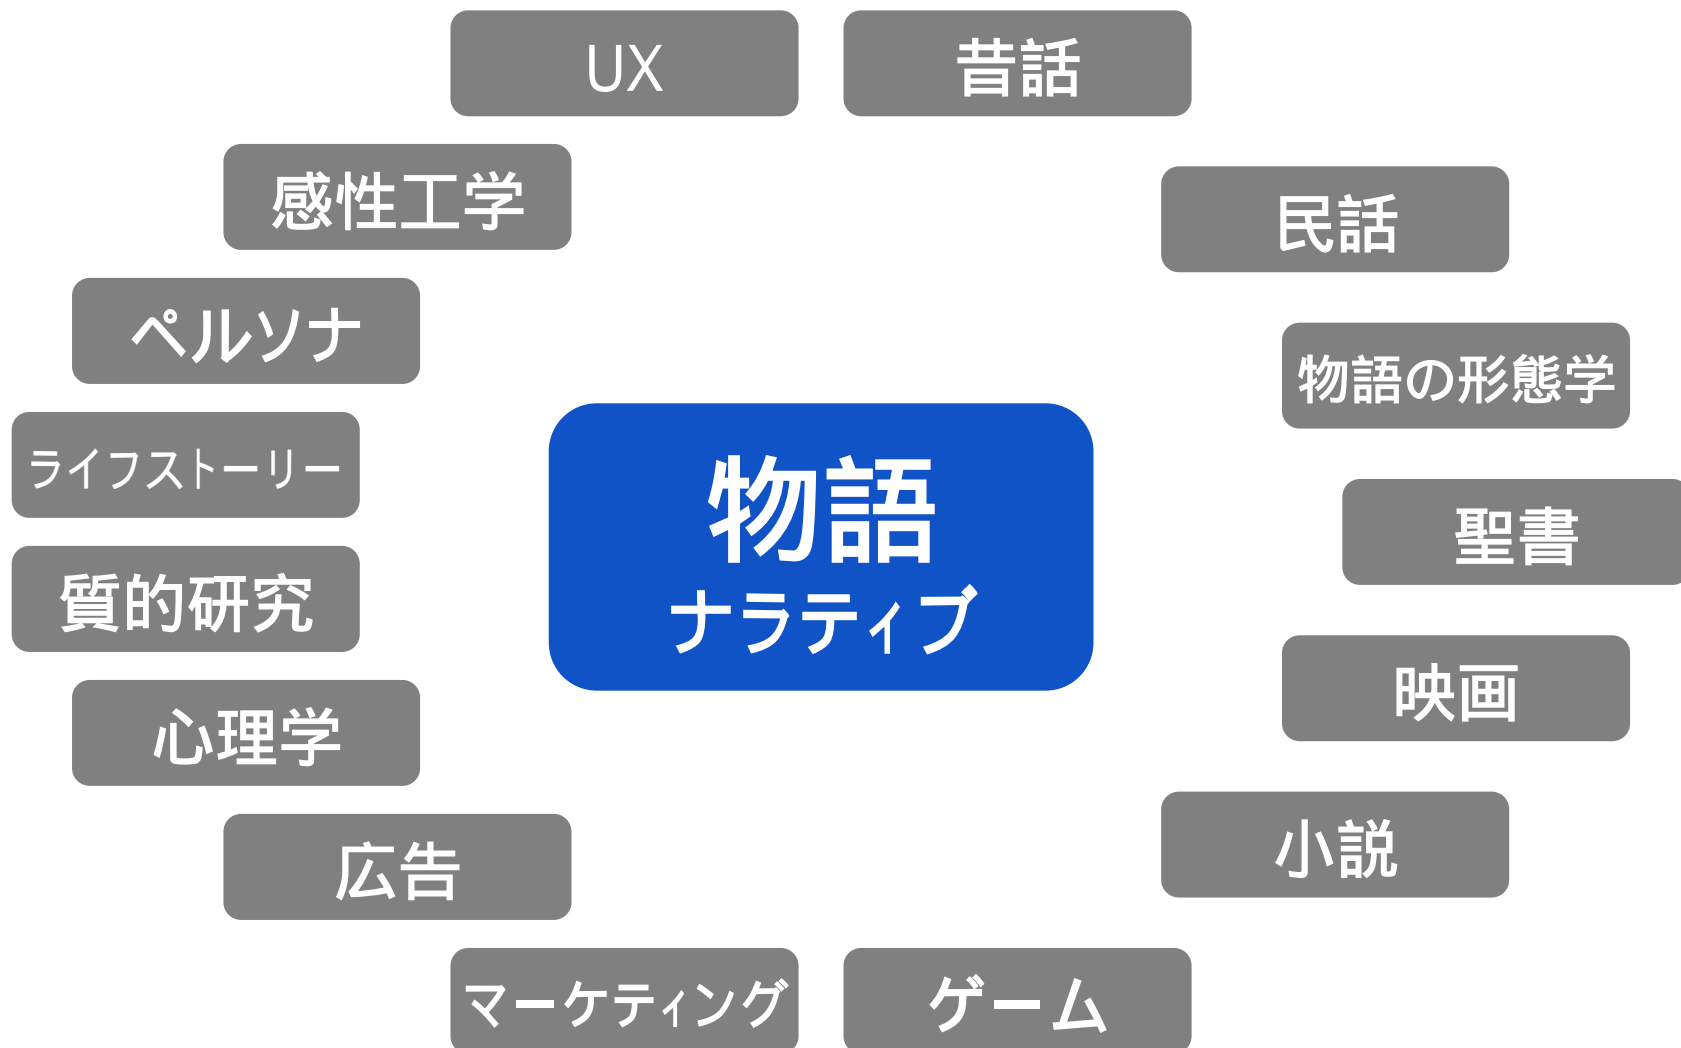 UX
昔話
感性工学
民話
ペルソナ
物語の形態学
ライフストーリー
物語
ナラティブ
聖書
質的研究
映画
心理学
小説
広告
マーケティング
ゲーム